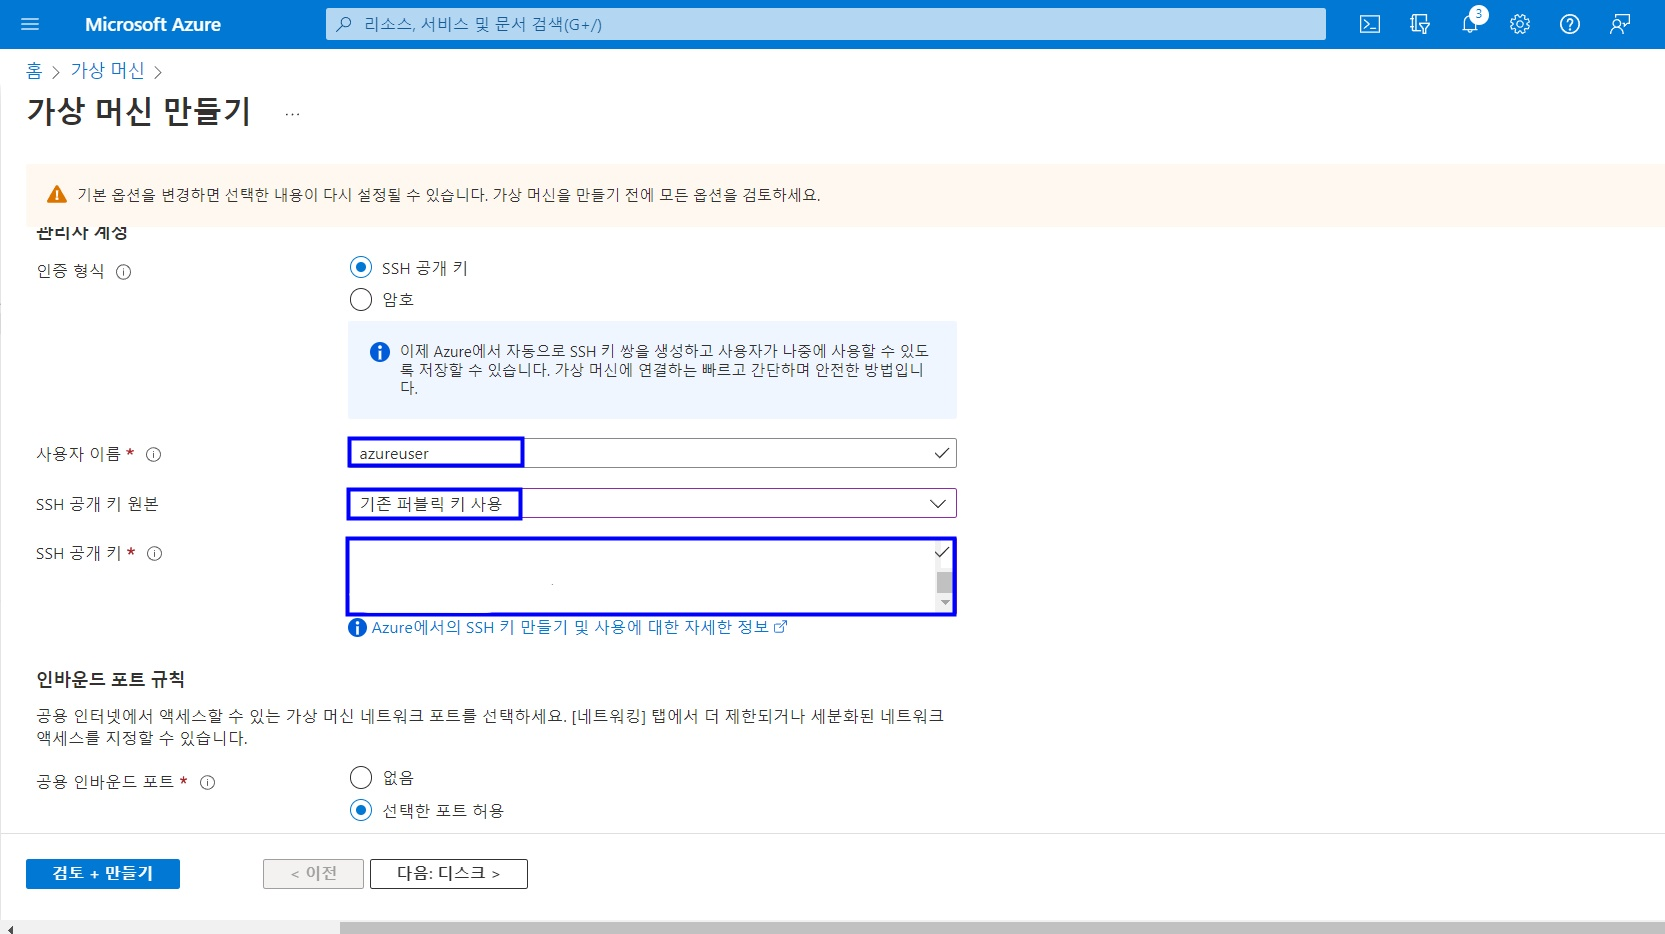 Microsoft Azure
리소스, 서비스 및 문서 검색(G+/)
3
홈 > 가상 머신 >
가상 머신 만들기 ...
기본 옵션을 변경하면 선택한 내용이 다시 설정될 수 있습니다. 가상 머신을 만들기 전에 모든 옵션을 검토하세요.
관리자 계정
인증 형식
SSH 공개 키
암호
이제 Azure에서 자동으로 SSH 키 쌍을 생성하고 사용자가 나중에 사용할 수 있도
록 저장할 수 있습니다. 가상 머신에 연결하는 빠르고 간단하며 안전한 방법입니
다.
사용자 이름 *
azureuser
SSH 공개 키 원본
기존 퍼블릭 키 사용
SSH 공개 키 *
Azure에서의 SSH 키 만들기 및 사용에 대한 자세한 정보
인바운드 포트 규칙
공용 인터넷에서 액세스할 수 있는 가상 머신 네트워크 포트를 선택하세요. [네트워킹] 탭에서 더 제한되거나 세분화된 네트워크
액세스를 지정할 수 있습니다.
공용 인바운드 포트 *
없음
선택한 포트 허용
검토 + 만들기
< 이전
다음: 디스크 >